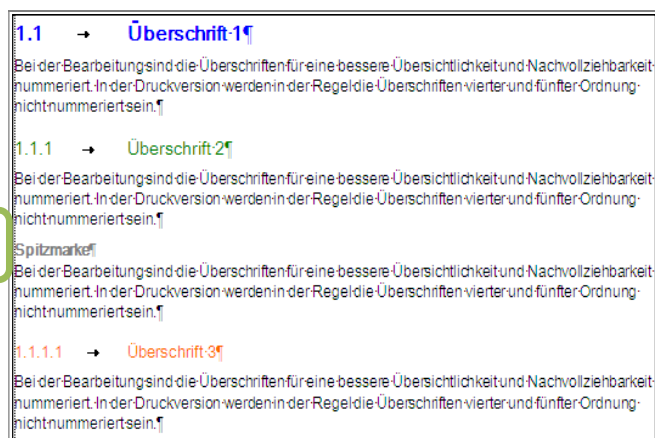 1.1 → Überschrift·1¶
Bei·der·Bearbeitung·sind·die·Überschriften·für·eine·bessere·Übersichtlichkeit·und·Nachvollziehbarkeit·
nummeriert.·In·der·Druckversion·werden·in·der·Regel·die·Überschriften·vierter·und·fünfter·Ordnung·
nicht·nummeriert·sein.¶
1.1.1 → Überschrift·2¶
Bei·der·Bearbeitung·sind·die·Überschriften·für·eine·bessere·Übersichtlichkeit·und·Nachvollziehbarkeit·
nummeriert.·In·der·Druckversion·werden·in·der·Regel·die·Überschriften·vierter·und·fünfter·Ordnung·
nicht·nummeriert·sein.¶
Spitzmarke¶
Bei·der·Bearbeitung·sind·die·Überschriften·für·eine·bessere·Übersichtlichkeit·und·Nachvollziehbarkeit·
nummeriert.·In·der·Druckversion·werden·in·der·Regel·die·Überschriften·vierter·und·fünfter·Ordnung·
nicht·nummeriert·sein.¶
1.1.1.1 → Überschrift·3¶
Bei·der·Bearbeitung·sind·die·Überschriften·für·eine·bessere·Übersichtlichkeit·und·Nachvollziehbarkeit·
nummeriert.·In·der·Druckversion·werden·in·der·Regel·die·Überschriften·vierter·und·fünfter·Ordnung·
nicht·nummeriert·sein.¶